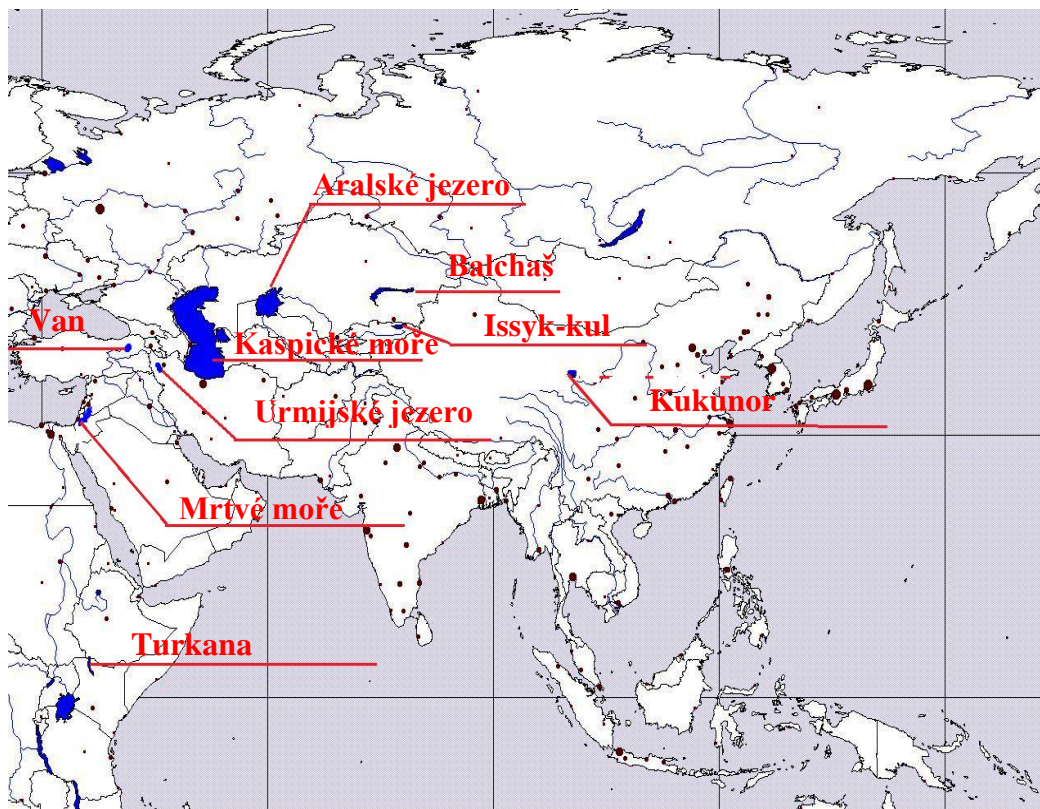 Aralské jezero
Balchaš
Van
Issyk-kul
Kaspické moře
Kukunor
Urmijské jezero
Mrtvé moře
Turkana